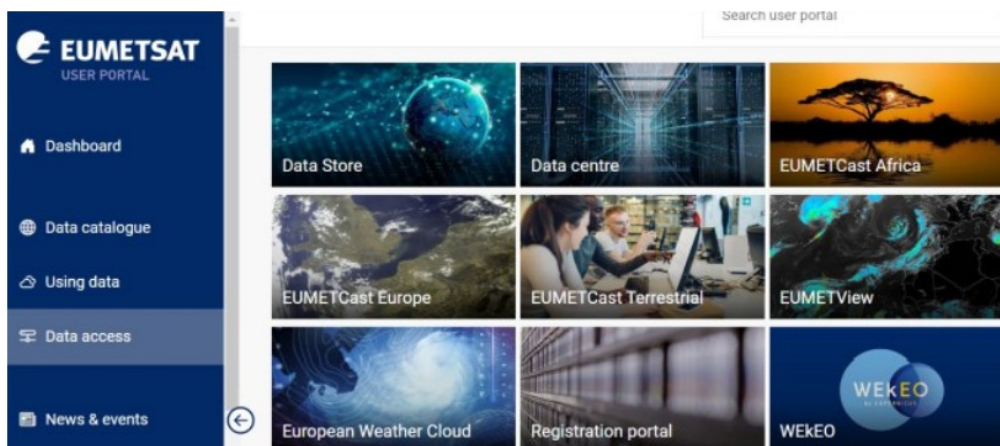 EUMETSAT
USER PORTAL
Dashboard
Data catalogue
Using data
Data access
News & events
Search user portal
Data Store
Data centre
EUMETCast Africa
EUMETCast Europe
EUMETCast Terrestrial
EUMETView
European Weather Cloud
Registration portal
WEKEO
WEkEO